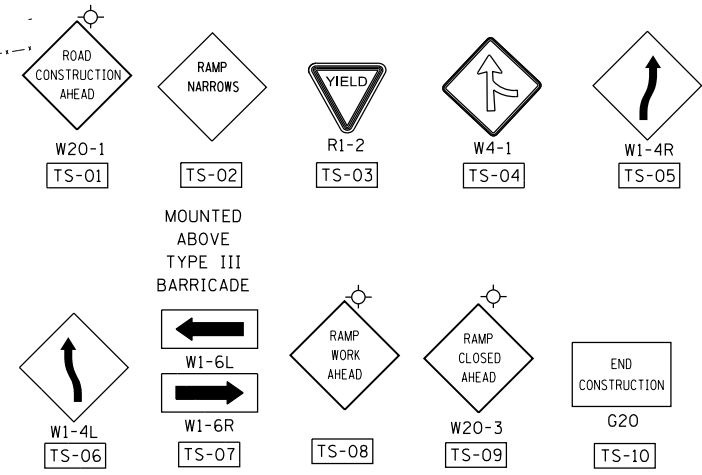 ROAD
CONSTRUCTION
AHEAD
W20-1
TS-01
RAMP
NARROWS
TS-02
YIELD
R1-2
TS-03
W4-1
TS-04
W1-4R
TS-05
W1-4L
TS-06
MOUNTED
ABOVE
TYPE III
BARRICADE
W1-6L
W1-6R
TS-07
RAMP
WORK
AHEAD
TS-08
RAMP
CLOSED
AHEAD
W20-3
TS-09
END
CONSTRUCTION
G20
TS-10